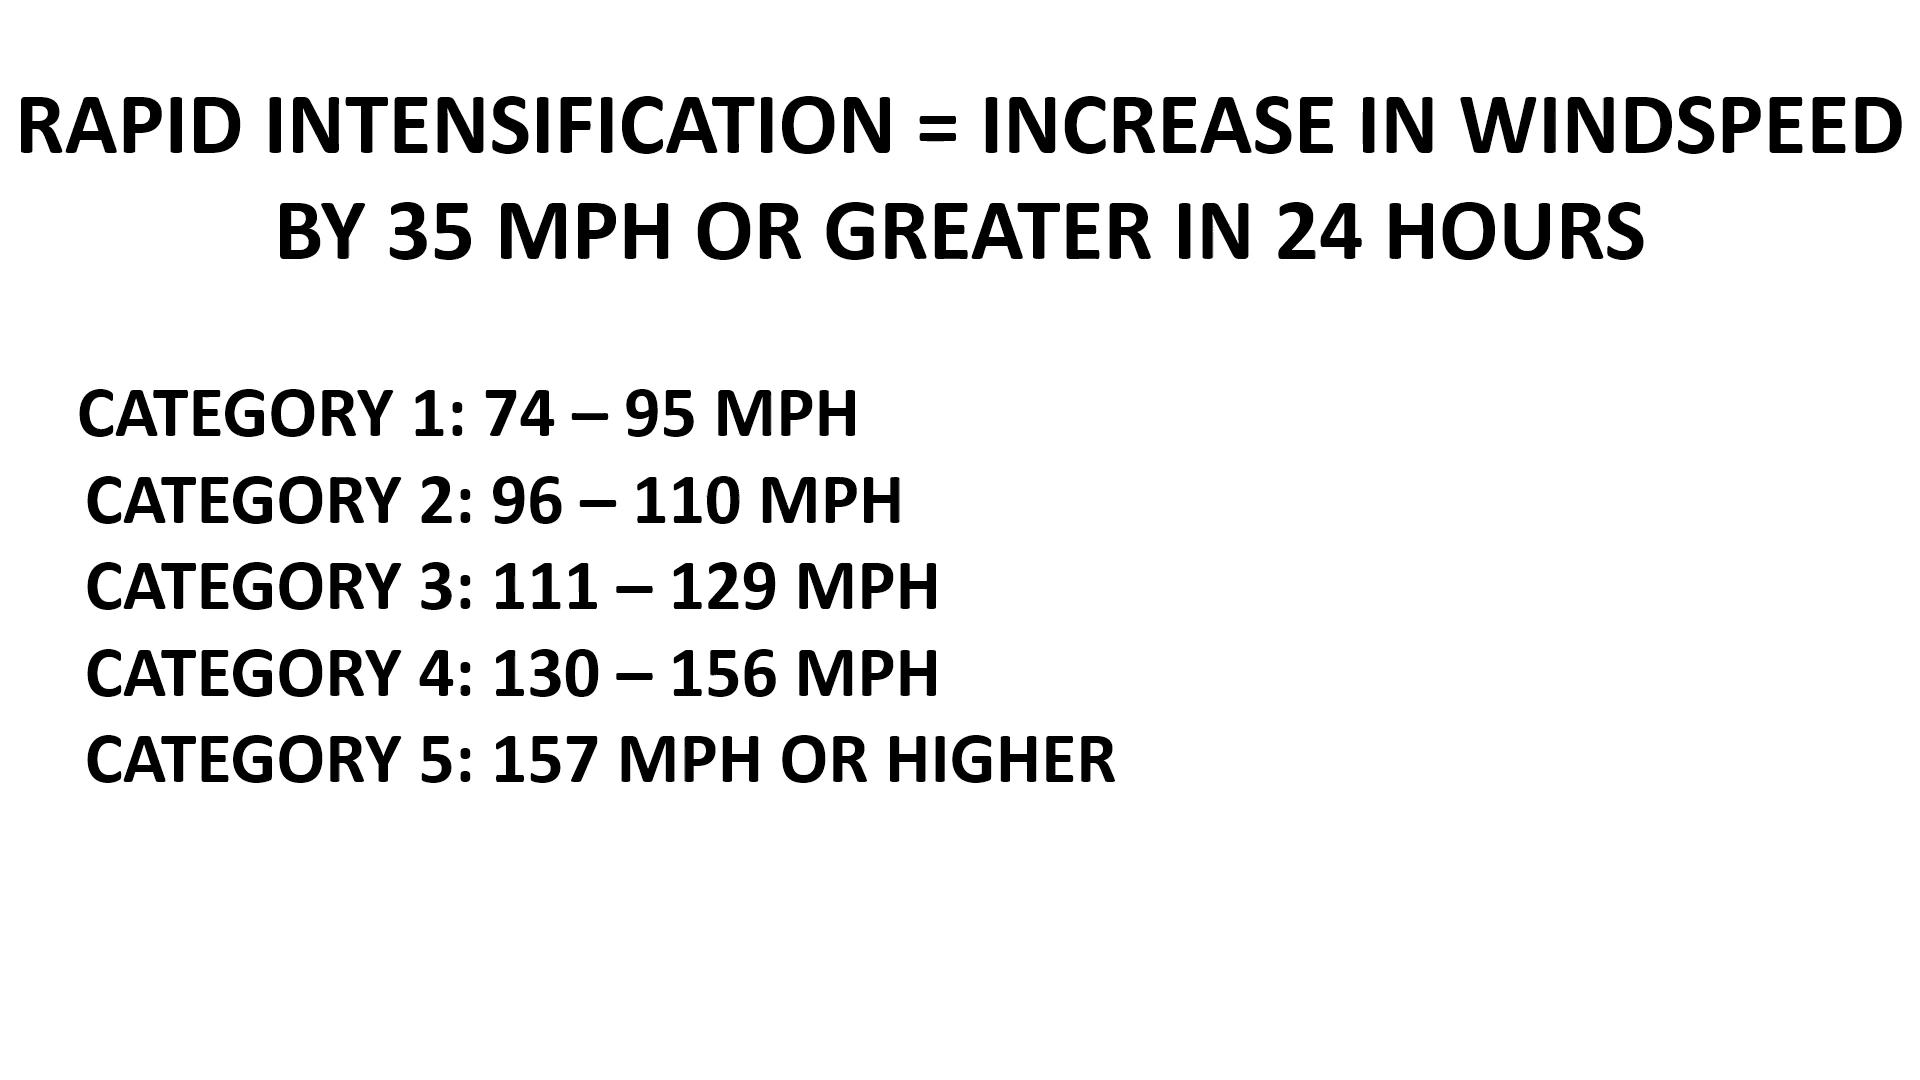 RAPID INTENSIFICATION = INCREASE IN WINDSPEED
BY 35 MPH OR GREATER IN 24 HOURS
CATEGORY 1: 74 – 95 MPH
CATEGORY 2: 96 – 110 MPH
CATEGORY 3: 111 – 129 MPH
CATEGORY 4: 130 – 156 MPH
CATEGORY 5: 157 MPH OR HIGHER